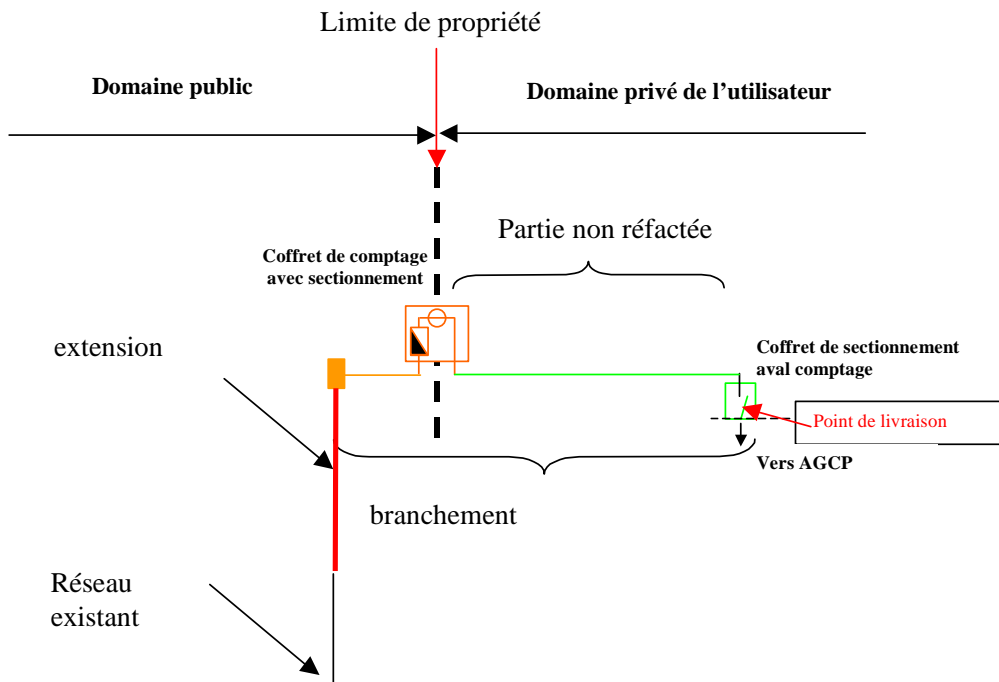 Limite de propriété
Domaine public
Domaine privé de l’utilisateur
Partie non réfactée
Coffret de comptage
avec sectionnement
extension
Coffret de sectionnement
aval comptage
Point de livraison
Vers AGCP
branchement
Réseau
existant